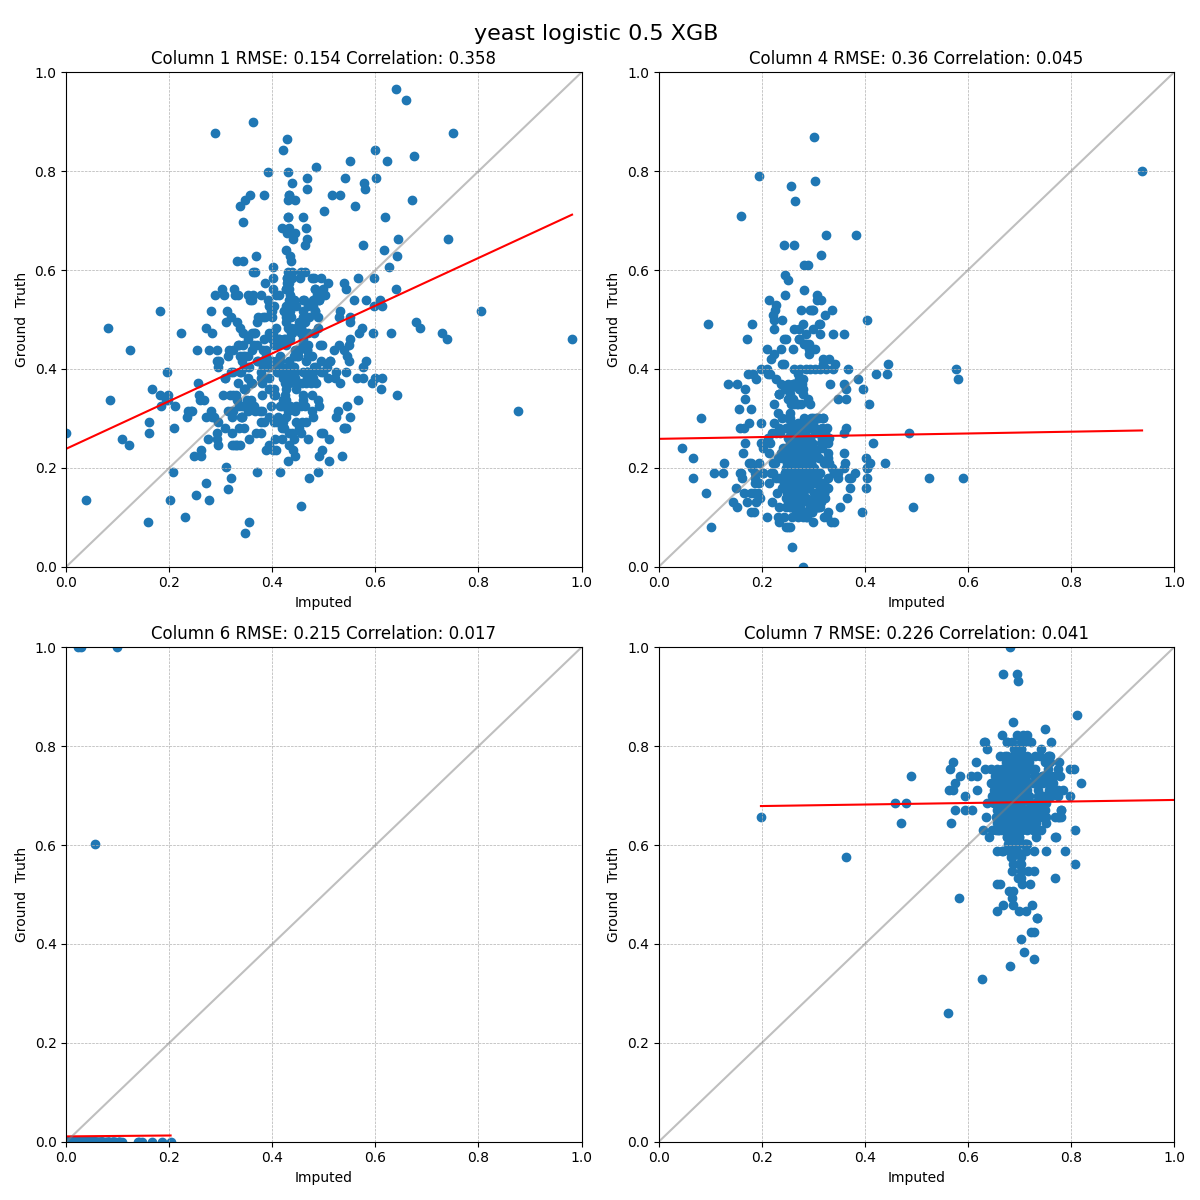 yeast logistic 0.5 XGB
Column 1 RMSE: 0.154 Correlation: 0.358
1.0
0.8
0.6
0.4
0.2
0.0
Ground Truth
0.0 0.2 0.4 0.6 0.8 1.0
Imputed
Column 4 RMSE: 0.36 Correlation: 0.045
1.0
0.8
0.6
0.4
0.2
0.0
Ground Truth
0.0 0.2 0.4 0.6 0.8 1.0
Imputed
Column 6 RMSE: 0.215 Correlation: 0.017
1.0
0.8
0.6
0.4
0.2
0.0
Ground Truth
0.0 0.2 0.4 0.6 0.8 1.0
Imputed
Column 7 RMSE: 0.226 Correlation: 0.041
1.0
0.8
0.6
0.4
0.2
0.0
Ground Truth
0.0 0.2 0.4 0.6 0.8 1.0
Imputed